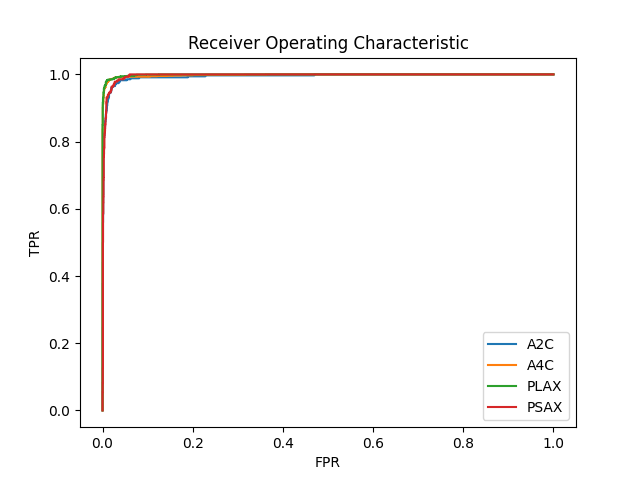 Receiver Operating Characteristic
1.0
0.8
0.6
0.4
0.2
0.0
TPR
0.0 0.2 0.4 0.6 0.8 1.0
FPR
A2C
A4C
PLAX
PSAX